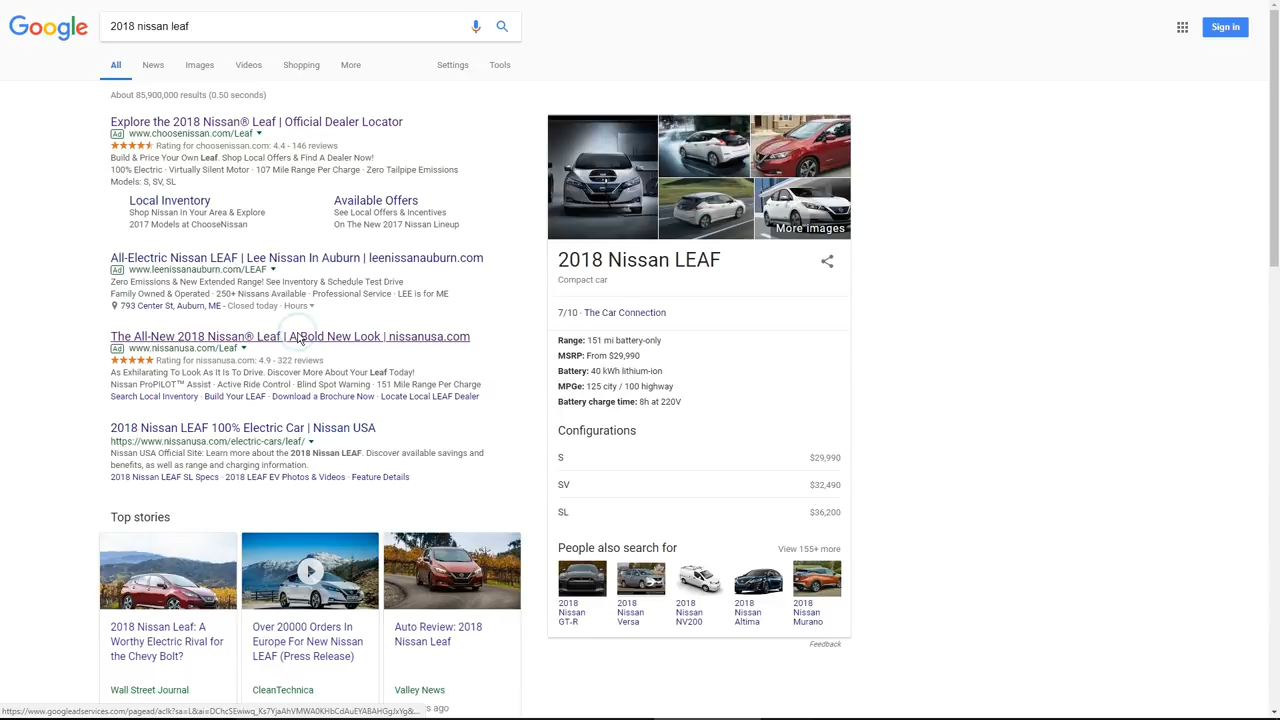 Google
2018 nissan leaf
Sign in
All
News
Images
Videos
Shopping
More
Settings
Tools
About 85,900,000 results (0.50 seconds)
Explore the 2018 Nissan® Leaf | Official Dealer Locator
Ad www.choosenissan.com/Leaf
Rating for choosenissan.com: 4.4 - 146 reviews
Build & Price Your Own Leaf. Shop Local Offers & Find A Dealer Now!
100% Electric · Virtually Silent Motor · 107 Mile Range Per Charge · Zero Tailpipe Emissions
Models: S, SV, SL
Local Inventory
Shop Nissan in Your Area & Explore
2017 Models at ChooseNissan
Available Offers
See Local Offers & Incentives
On The New 2017 Nissan Lineup
All-Electric Nissan LEAF | Lee Nissan In Auburn | leenissanauburn.com
Ad www.leenissanauburn.com/LEAF
Zero Emissions & New Extended Range! See Inventory & Schedule Test Drive
Family Owned & Operated · 250+ Nissans Available · Professional Service · LEE is for ME
793 Center St, Auburn, ME - Closed today · Hours
The All-New 2018 Nissan® Leaf | A Bold New Look | nissanusa.com
Ad www.nissanusa.com/Leaf
Rating for nissanusa.com: 4.9 - 322 reviews
As Exhilarating To Look As It Is To Drive. Discover More About Your Leaf Today!
Nissan ProPILOT™ Assist · Active Ride Control · Blind Spot Warning · 151 Mile Range Per Charge
Search Local Inventory · Build Your LEAF · Download a Brochure Now · Locate Local LEAF Dealer
2018 Nissan LEAF 100% Electric Car | Nissan USA
https://www.nissanusa.com/electric-cars/leaf/
Nissan USA Official Site: Learn more about the 2018 Nissan LEAF. Discover available savings and
benefits, as well as range and charging information.
2018 Nissan LEAF SL Specs · 2018 LEAF EV Photos & Videos · Feature Details
Top stories
2018 Nissan Leaf: A
Worthy Electric Rival for
the Chevy Bolt?
Wall Street Journal
Over 20000 Orders In
Europe For New Nissan
LEAF (Press Release)
CleanTechnica
Auto Review: 2018
Nissan Leaf
Valley News
s ago
https://www.googleadservices.com/pagead/aclk?sa=L&ai=DChcSEwiwq_Ks7YjaAhVMWA0KHbCdAuEYABAHGgJxYg&...
More images
2018 Nissan LEAF
Compact car
7/10 The Car Connection
Range: 151 mi battery-only
MSRP: From $29,990
Battery: 40 kWh lithium-ion
MPGe: 125 city / 100 highway
Battery charge time: 8h at 220V
Configurations
S $29,990
SV $32,490
SL $36,200
People also search for
View 155+ more
2018
Nissan
GT-R
2018
Nissan
Versa
2018
Nissan
NV200
2018
Nissan
Altima
2018
Nissan
Murano
Feedback